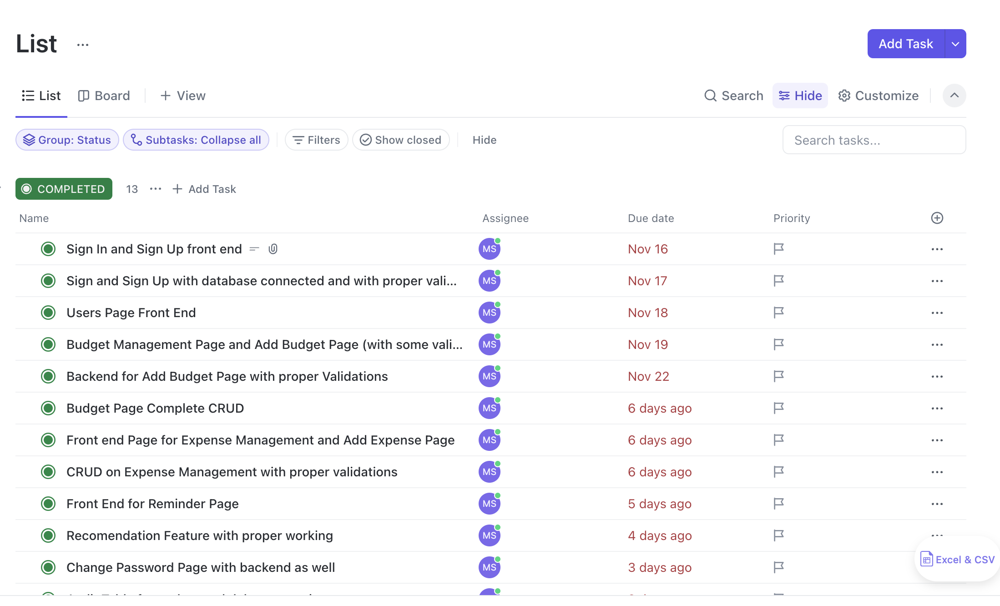 List ...
Add Task
List Board + View
Search Hide Customize
Group: Status Subtasks: Collapse all Filters Show closed Hide
Search tasks...
COMPLETED 13 ... + Add Task
Name Assignee Due date Priority
Sign In and Sign Up front end MS Nov 16
Sign and Sign Up with database connected and with proper vali... MS Nov 17
Users Page Front End MS Nov 18
Budget Management Page and Add Budget Page (with some vali... MS Nov 19
Backend for Add Budget Page with proper Validations MS Nov 22
Budget Page Complete CRUD MS 6 days ago
Front end Page for Expense Management and Add Expense Page MS 6 days ago
CRUD on Expense Management with proper validations MS 6 days ago
Front End for Reminder Page MS 5 days ago
Recomendation Feature with proper working MS 4 days ago
Change Password Page with backend as well MS 3 days ago
Excel & CSV